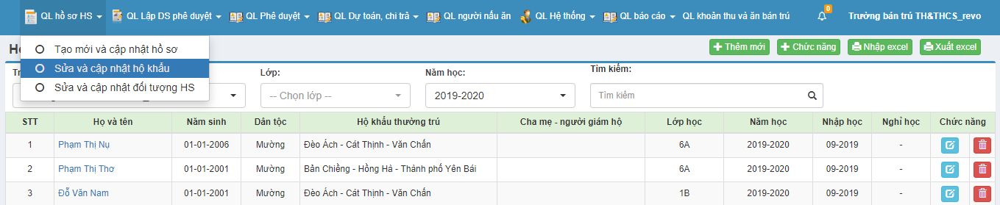 QL hồ sơ HS QL Lập DS phê duyệt QL Phê duyệt QL Dự toán, chi trả QL người nấu ăn QL Hệ thống QL báo cáo QL khoản thu và ăn bán trú 0 Trường bán trú TH&THCS_revo
Tạo mới và cập nhật hồ sơ
Sửa và cập nhật hộ khẩu
Sửa và cập nhật đối tượng HS
Thêm mới Chức năng Nhập excel Xuất excel
Lớp: Năm học: Tìm kiếm:
-- Chọn lớp -- 2019-2020 Tìm kiếm
STT Họ và tên Năm sinh Dân tộc Hộ khẩu thường trú Cha mẹ - người giám hộ Lớp học Năm học Nhập học Nghỉ học Chức năng
1 Phạm Thị Nụ 01-01-2006 Mường Đèo Ách - Cát Thịnh - Văn Chấn 6A 2019-2020 09-2019 -
2 Phạm Thị Thơ 01-01-2001 Mường Bản Chiềng - Hồng Hà - Thành phố Yên Bái 6A 2019-2020 09-2019 -
3 Đỗ Văn Nam 01-01-2001 Mường Đèo Ách - Cát Thịnh - Văn Chấn 1B 2019-2020 09-2019 -